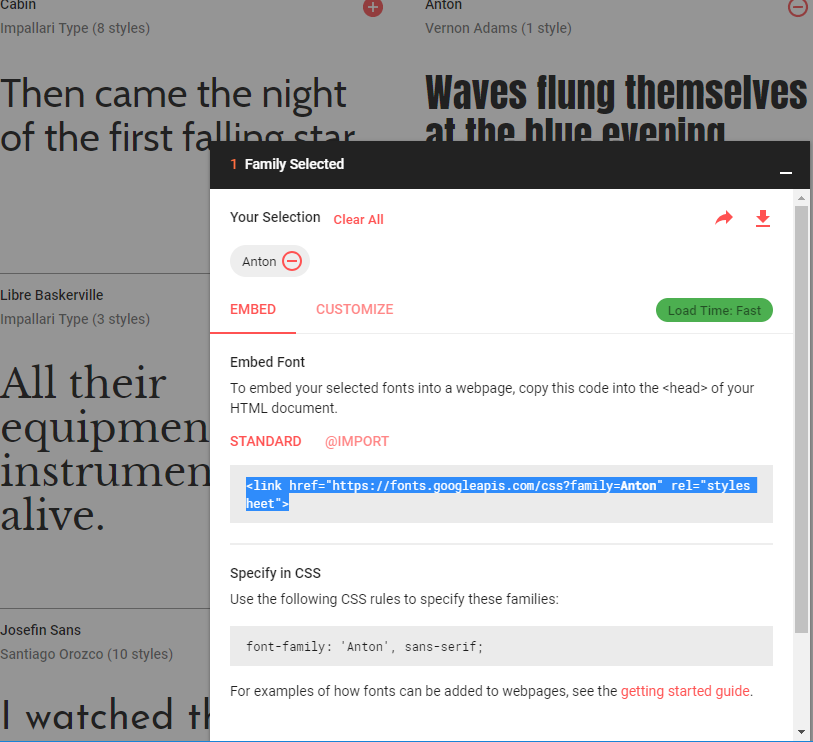 Cabin
Impallari Type (8 styles)
Anton
Vernon Adams (1 style)
Then came the night
of the first falling star
Waves flung themselves
at the blue evening
1 Family Selected
Your Selection Clear All
Anton
EMBED CUSTOMIZE Load Time: Fast
Embed Font
To embed your selected fonts into a webpage, copy this code into the <head> of your
HTML document.
STANDARD @IMPORT
<link href="https://fonts.googleapis.com/css?family=Anton" rel="styles
heet">
Specify in CSS
Use the following CSS rules to specify these families:
font-family: 'Anton', sans-serif;
For examples of how fonts can be added to webpages, see the getting started guide.
Libre Baskerville
Impallari Type (3 styles)
All their
equipmen
instrumen
alive.
Josefin Sans
Santiago Orozco (10 styles)
I watched th